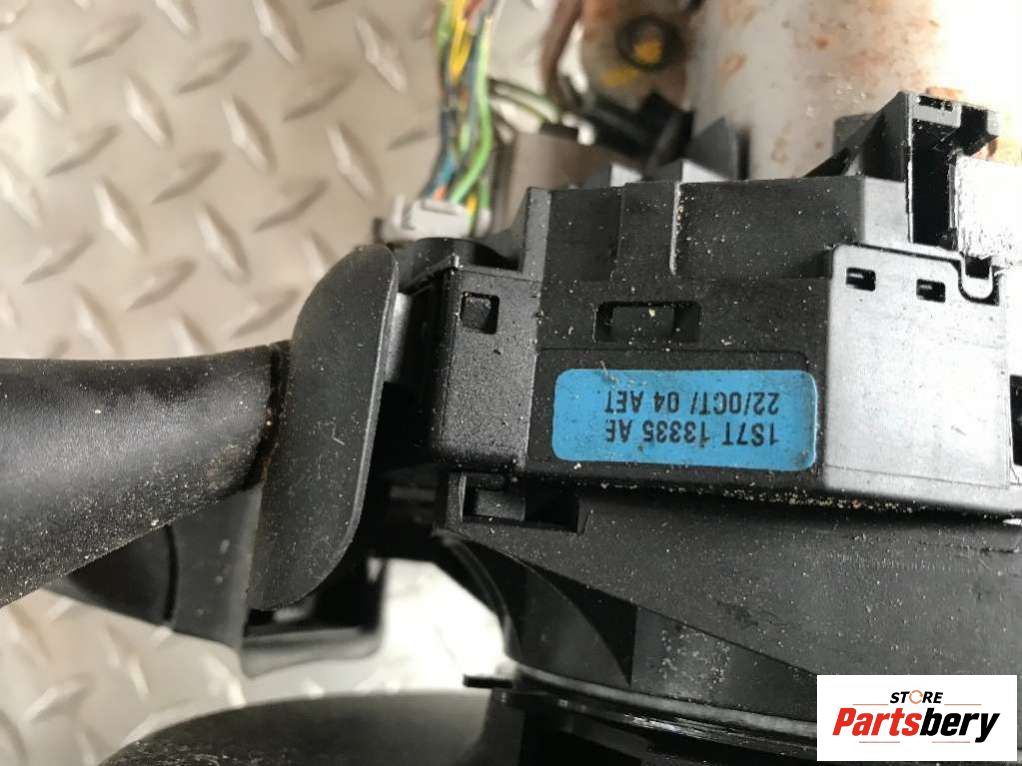 1S7T 13335 AE
22/OCT/ 04 AET
STORE
Partsbery